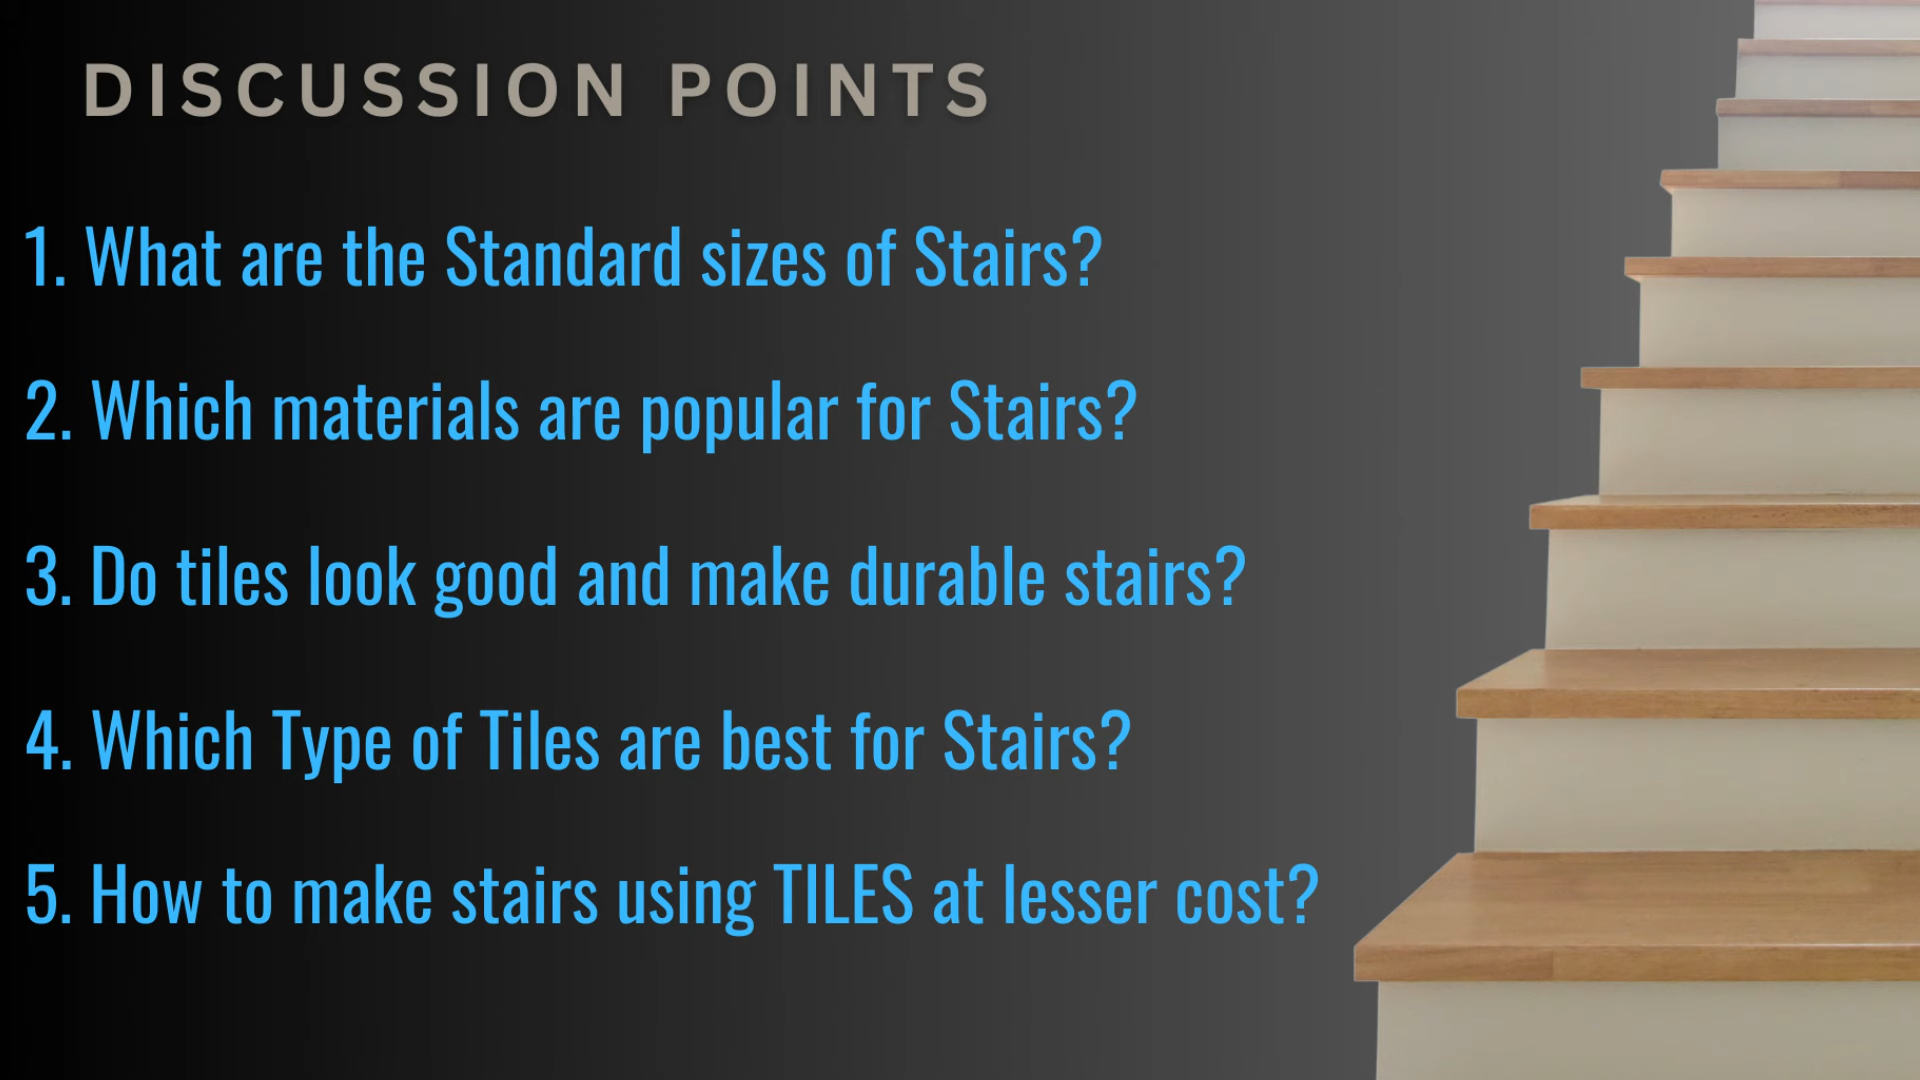 DISCUSSION POINTS
1. What are the Standard sizes of Stairs?
2. Which materials are popular for Stairs?
3. Do tiles look good and make durable stairs?
4. Which Type of Tiles are best for Stairs?
5. How to make stairs using TILES at lesser cost?